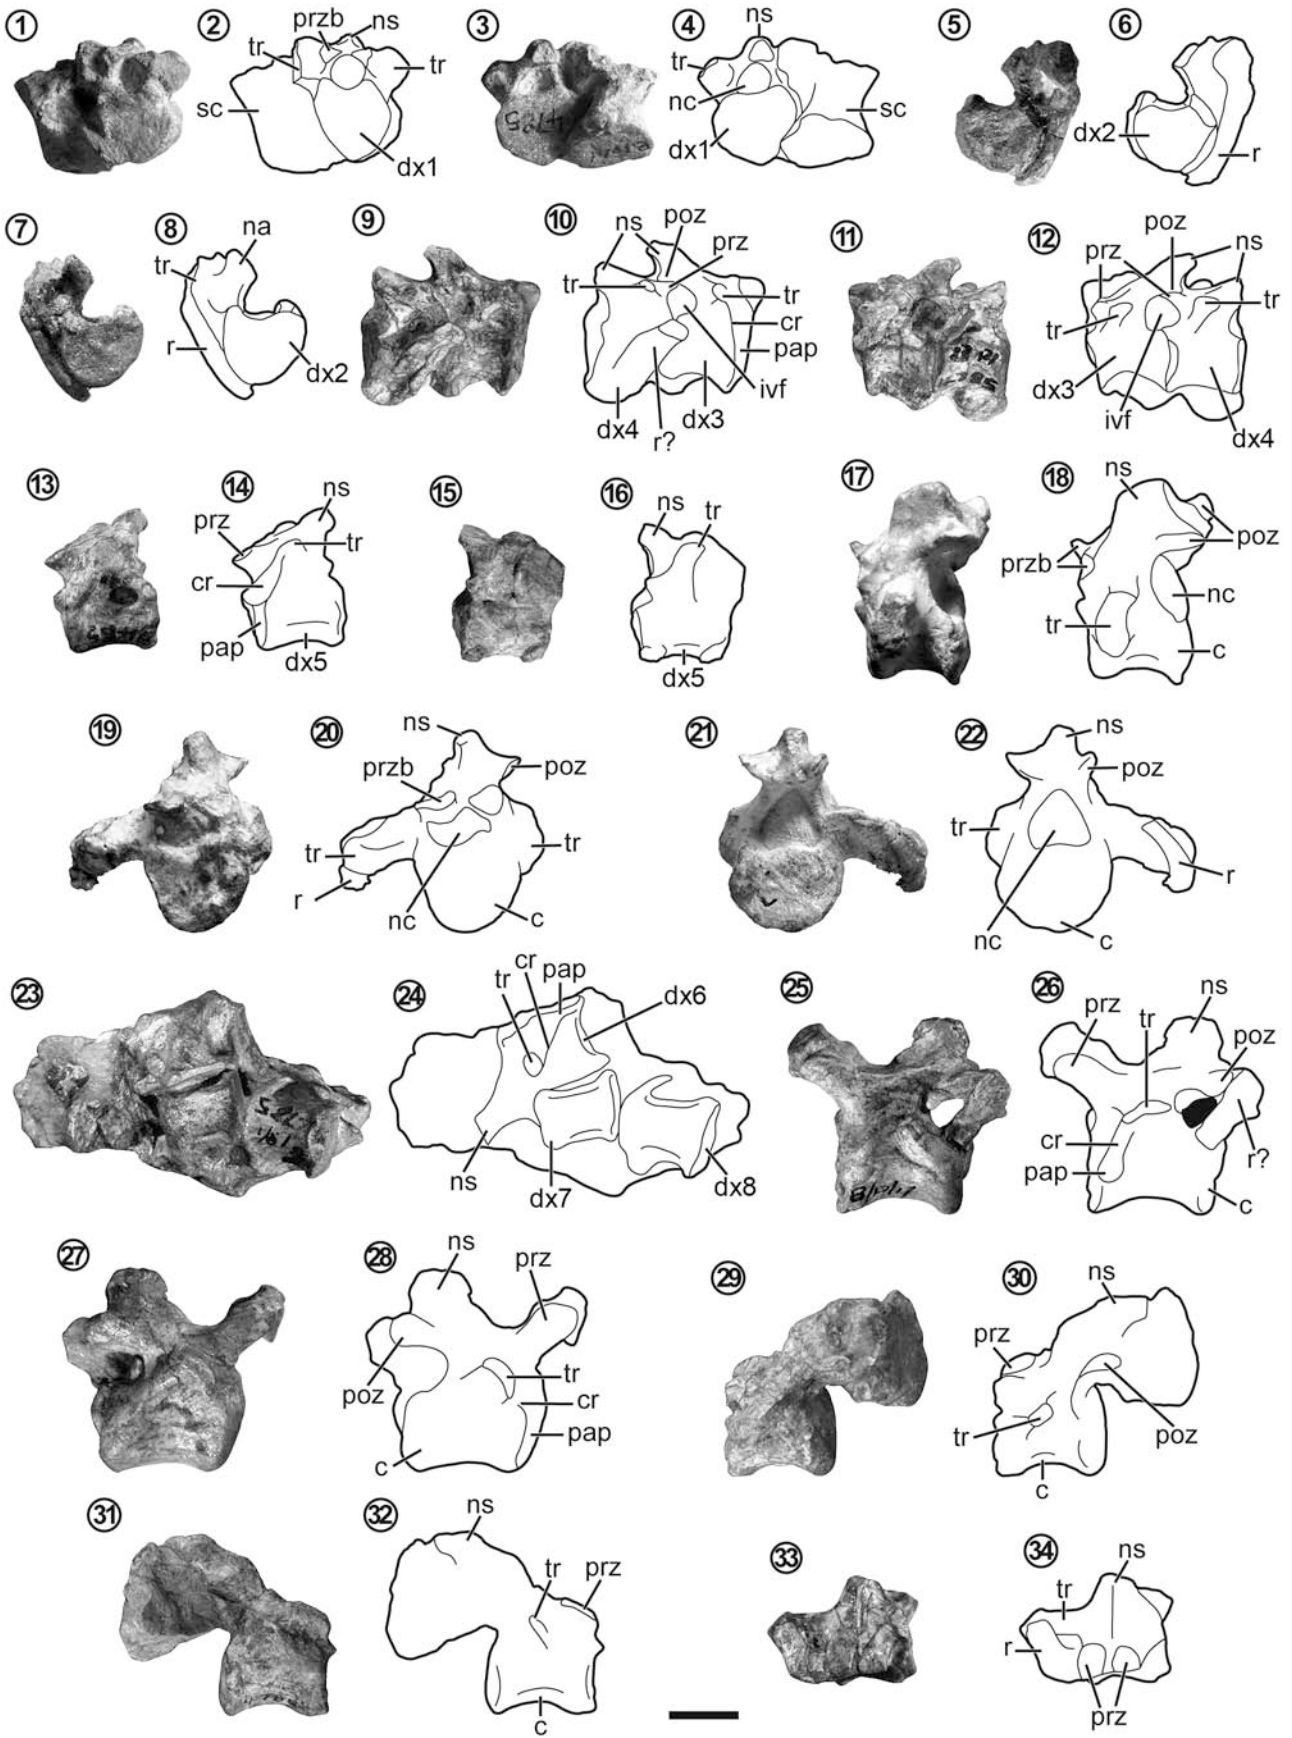 1 2 3 4 5 6
przb ns ns
tr tr tr
sc nc sc dx2
dx1 dx1 r
4725
7 8 9 10 11 12
na ns poz poz ns
tr prz prz
tr tr tr
r cr tr
pap dx3
dx2 ivf ivf
dx4 dx3 dx4
r?
13 14 15 16 17 18
ns ns tr ns
prz tr poz
cr przb nc
pap tr c
dx5 dx5
19 20 21 22
ns ns
przb poz poz
tr tr tr
r r
nc c nc c
23 24 25 26
cr pap ns
tr dx6 prz tr poz
cr r?
ns pap
dx7 dx8 c
8/12/17
27 28 29 30
ns prz ns
prz
poz tr
cr tr poz
c pap c
31 32 33 34
ns ns
tr prz tr
r
c prz